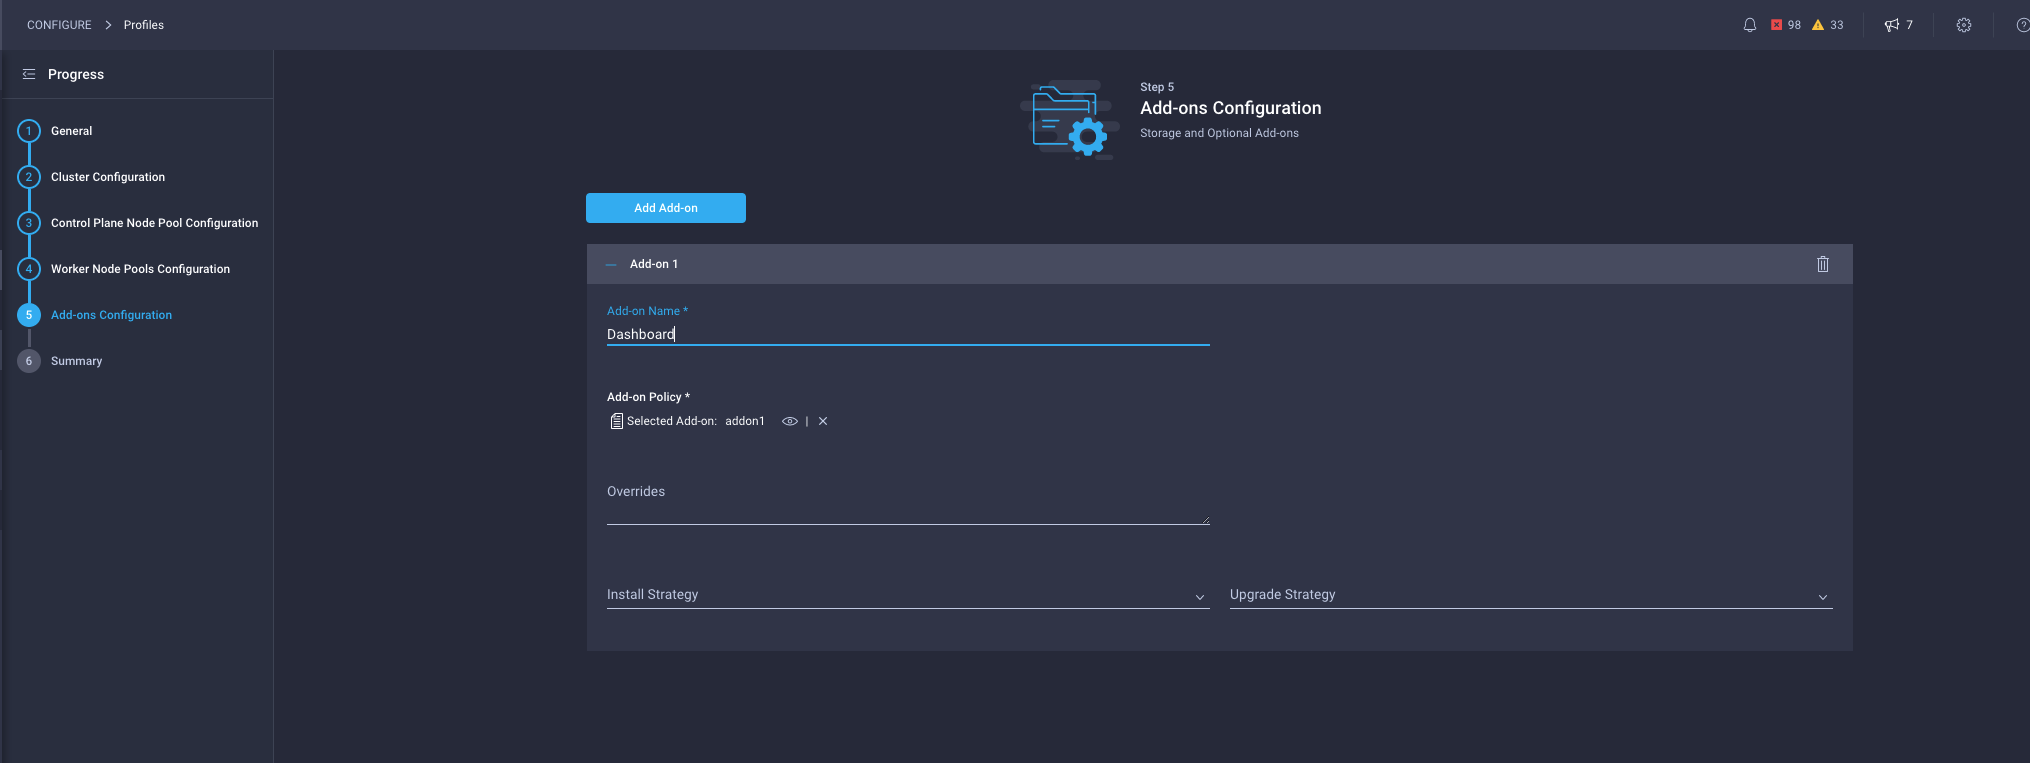 CONFIGURE > Profiles
98 33 7
Progress
1 General
2 Cluster Configuration
3 Control Plane Node Pool Configuration
4 Worker Node Pools Configuration
5 Add-ons Configuration
6 Summary
Step 5
Add-ons Configuration
Storage and Optional Add-ons
Add Add-on
Add-on 1
Add-on Name *
Dashboard
Add-on Policy *
Selected Add-on: addon1 |
Overrides
Install Strategy Upgrade Strategy